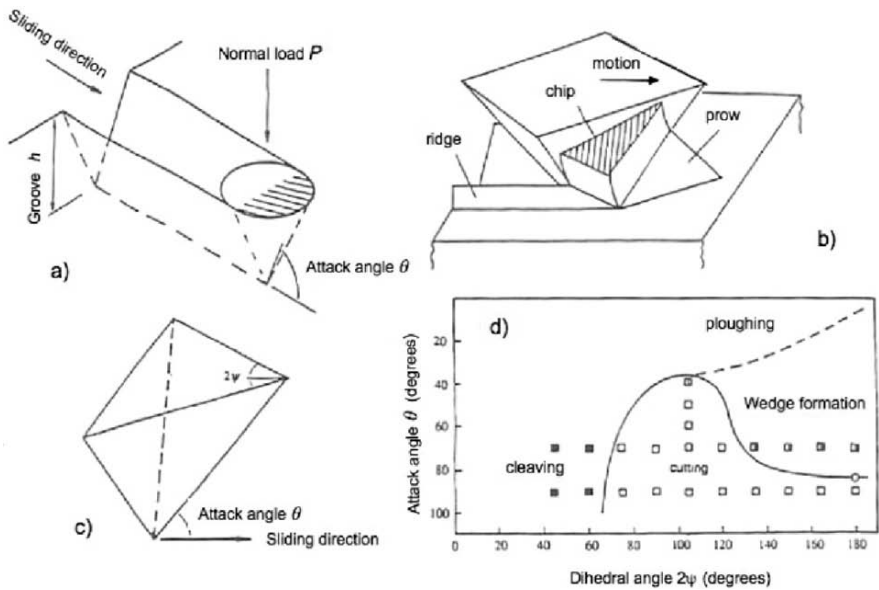 Sliding
direction
Normal load P
Groove h
Attack angle θ
a)
motion
chip
prow
ridge
b)
2ψ
Attack angle θ
Sliding direction
c)
d)
ploughing
Wedge formation
cleaving
cutting
Attack angle θ (degrees)
20
40
60
80
100
0 20 40 60 80 100 120 140 160 180
Dihedral angle 2ψ (degrees)